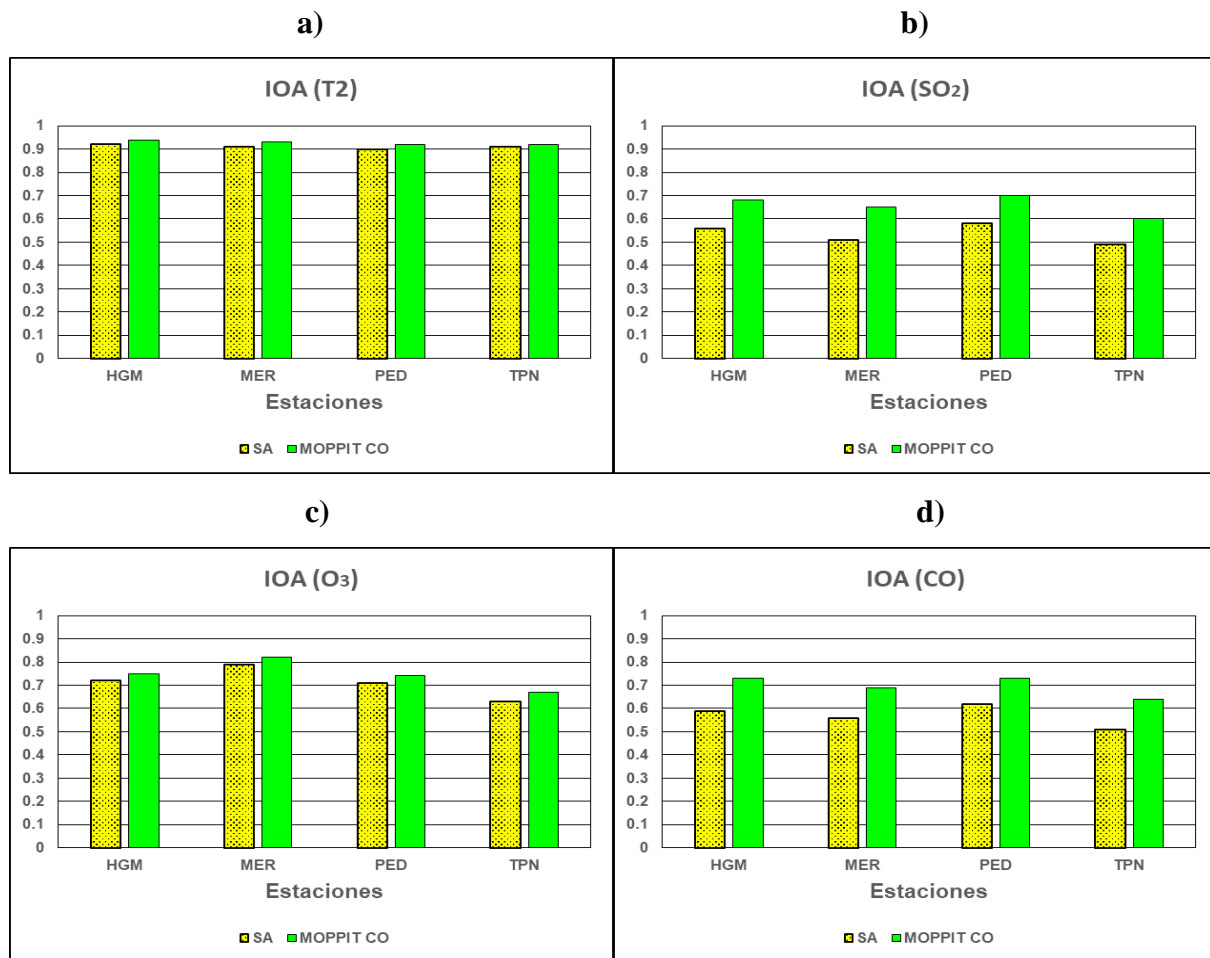 a)
IOA (T2)
1
0.9
0.8
0.7
0.6
0.5
0.4
0.3
0.2
0.1
0
HGM MER PED TPN
Estaciones
SA MOPPIT CO
b)
IOA (SO₂)
1
0.9
0.8
0.7
0.6
0.5
0.4
0.3
0.2
0.1
0
HGM MER PED TPN
Estaciones
SA MOPPIT CO
c)
IOA (O₃)
1
0.9
0.8
0.7
0.6
0.5
0.4
0.3
0.2
0.1
0
HGM MER PED TPN
Estaciones
SA MOPPIT CO
d)
IOA (CO)
1
0.9
0.8
0.7
0.6
0.5
0.4
0.3
0.2
0.1
0
HGM MER PED TPN
Estaciones
SA MOPPIT CO